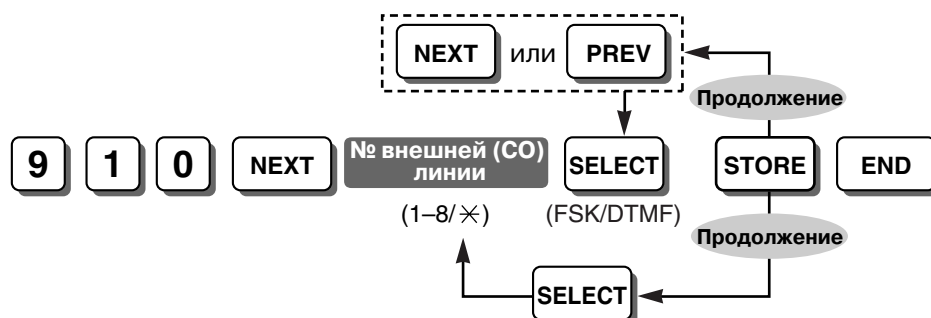 NEXT или PREV
Продолжение
9 1 0 NEXT № внешней (CO) линии SELECT STORE END
(1–8/✳) (FSK/DTMF)
Продолжение
SELECT